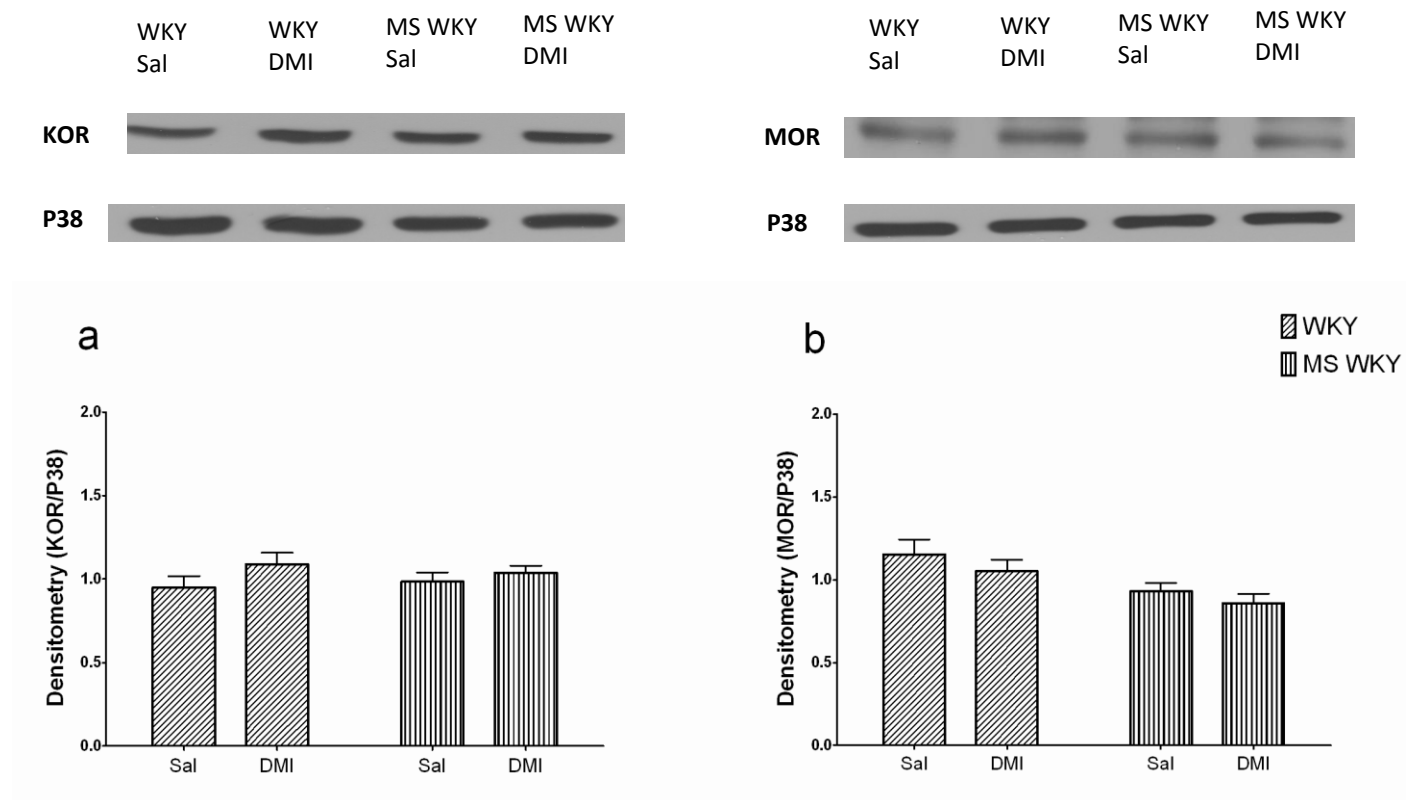 WKY
Sal
WKY
DMI
MS WKY
Sal
MS WKY
DMI
KOR
P38
WKY
Sal
WKY
DMI
MS WKY
Sal
MS WKY
DMI
MOR
P38
a
Densitometry (KOR/P38)
2.0
1.5
1.0
0.5
0.0
Sal
DMI
Sal
DMI
b
WKY
MS WKY
Densitometry (MOR/P38)
2.0
1.5
1.0
0.5
0.0
Sal
DMI
Sal
DMI